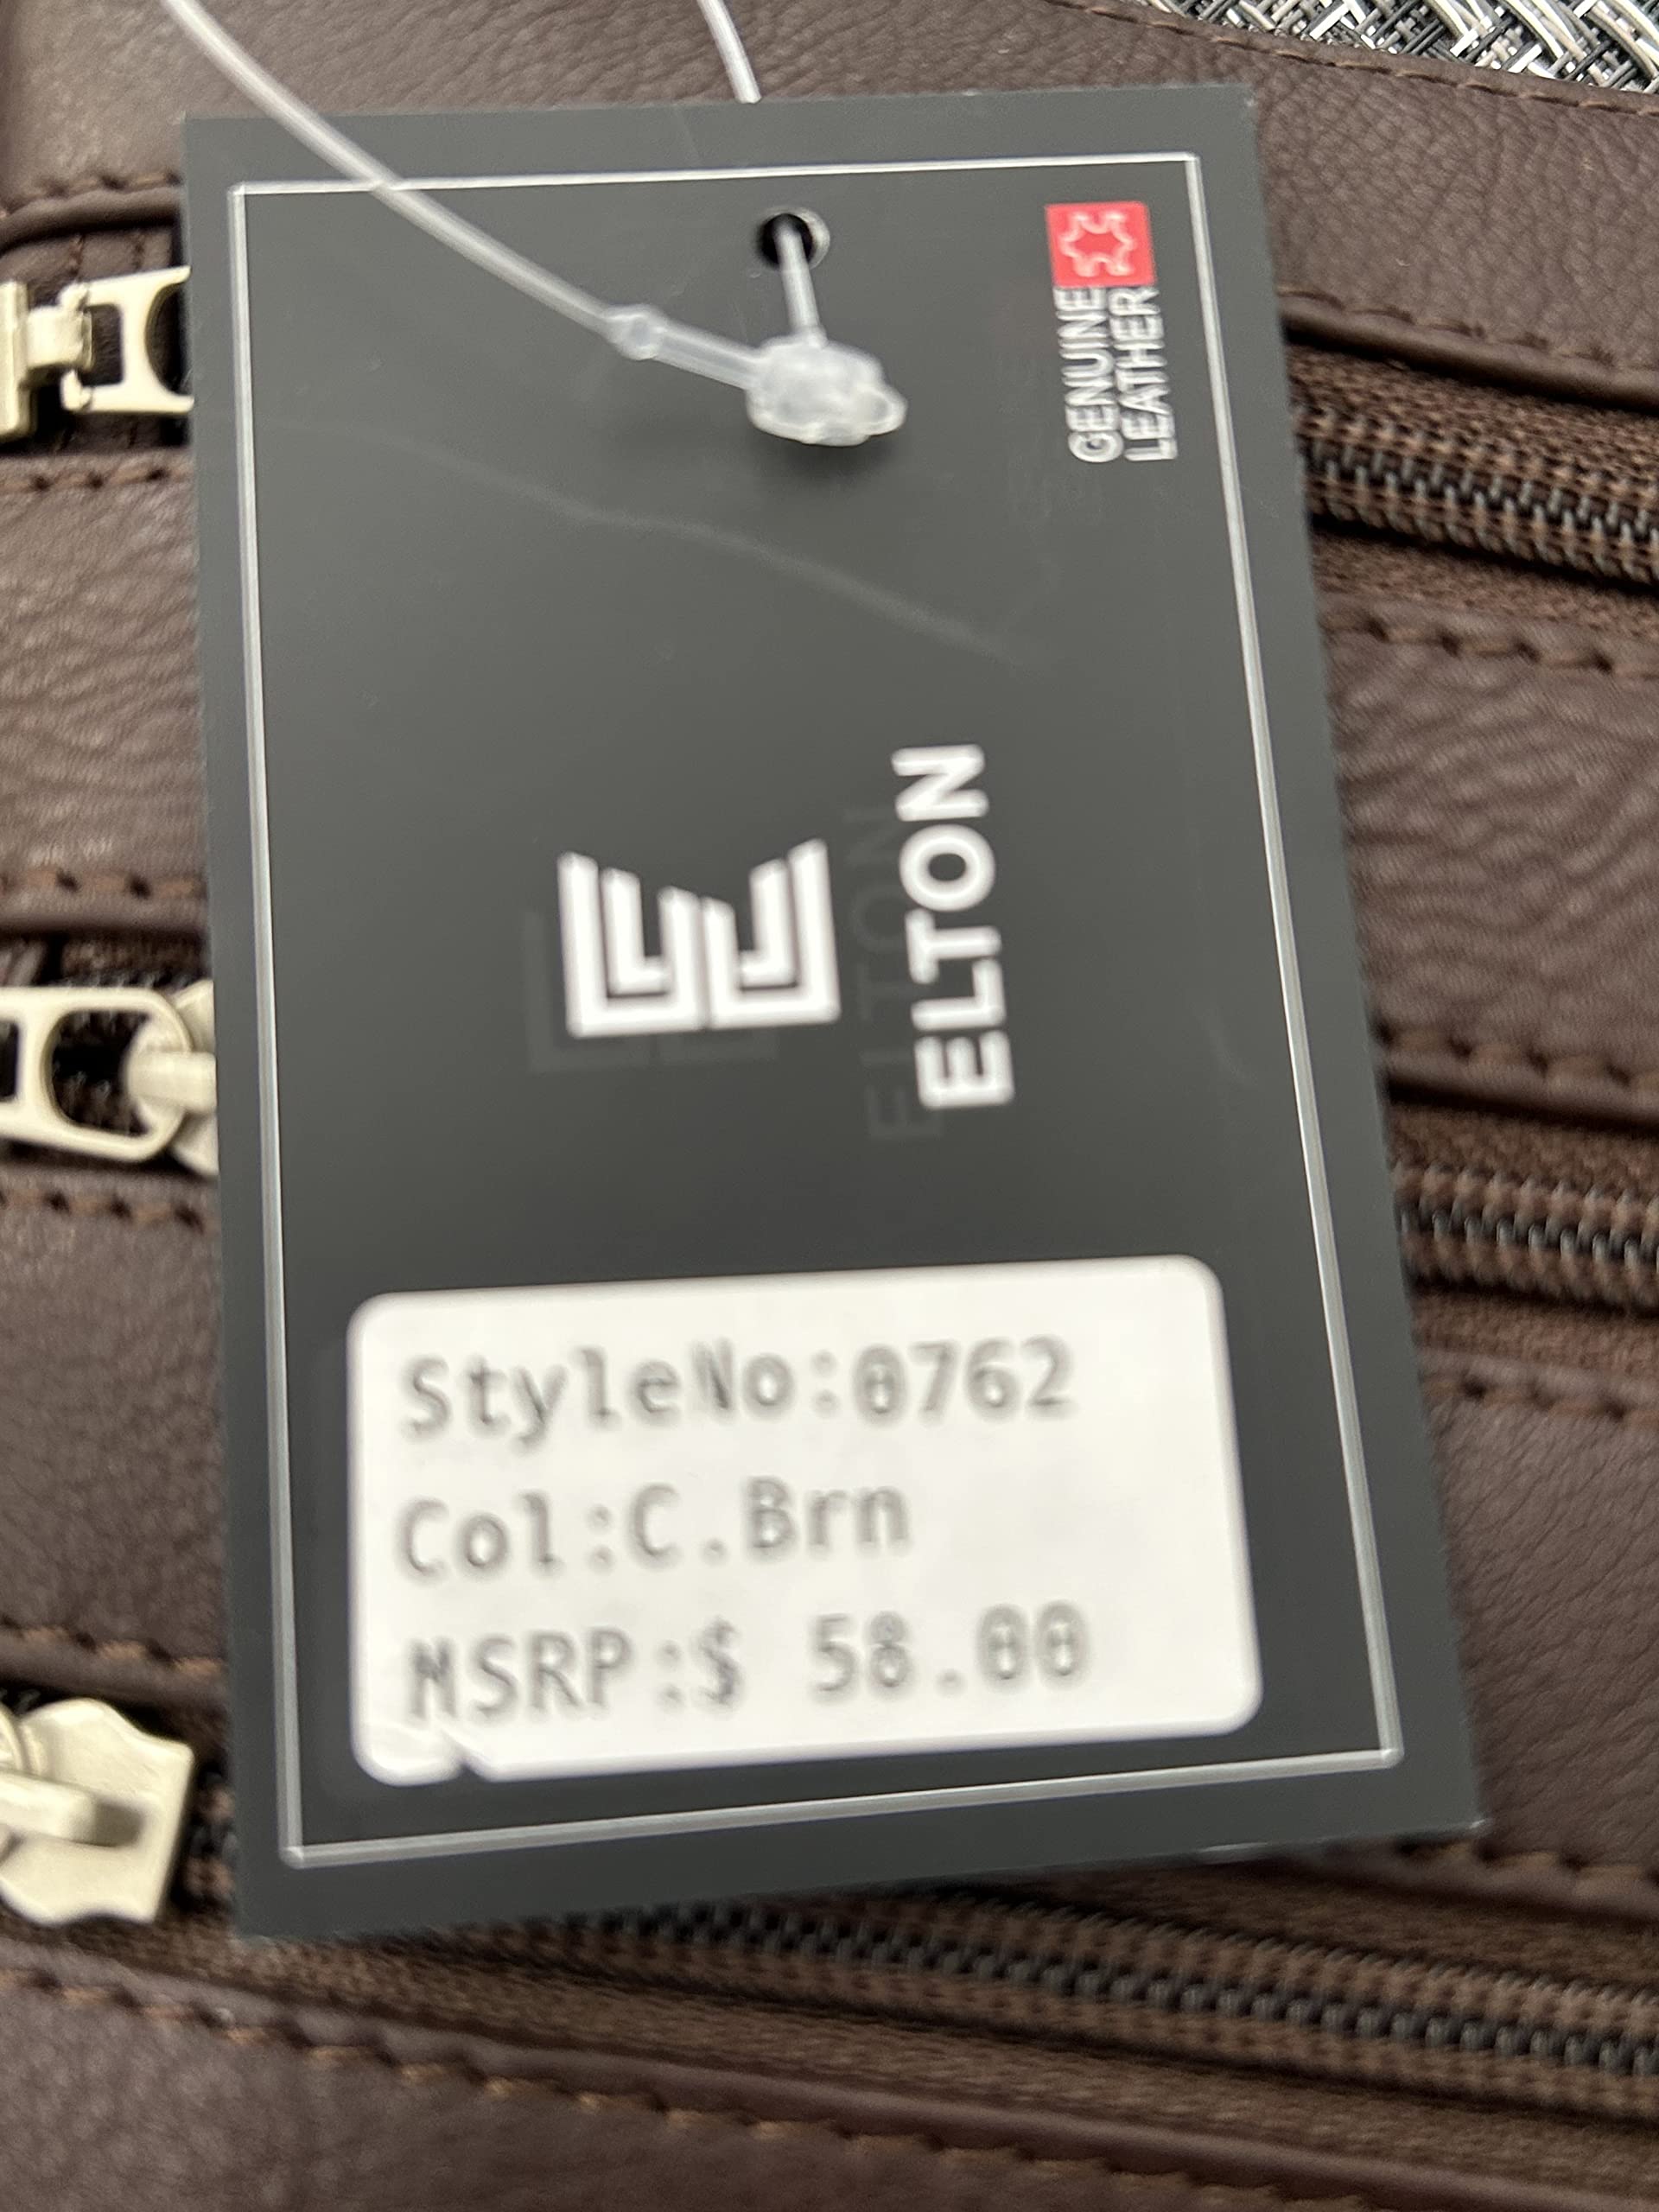 GENUINE
LEATHER
ELTON
StyleNo:0762
Col:C.Brn
MSRP:$ 58.00